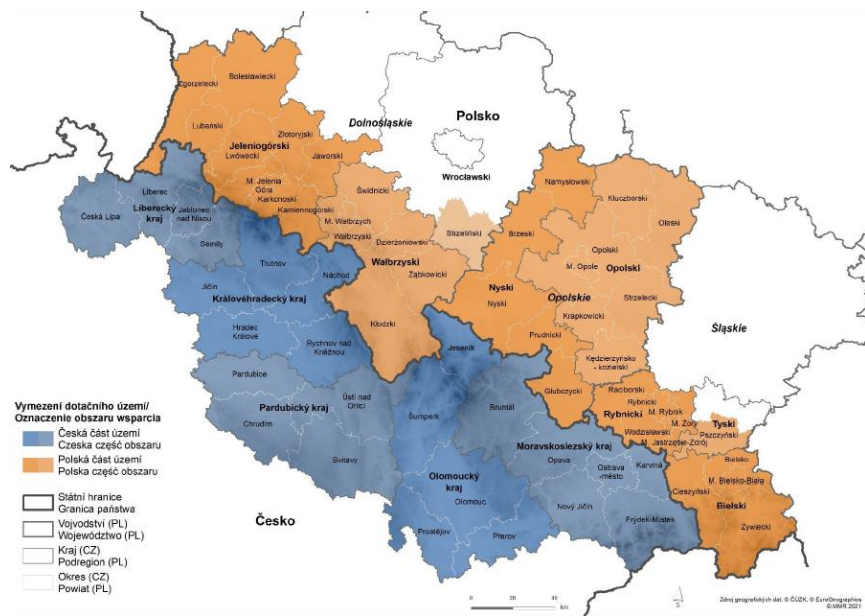 Bolesławiecki
Zgorzelecki
Lubański
Złotoryjski
Jeleniogórski
Lwówecki
Jaworski
M. Jelenia
Góra
Karkonoski
Kamiennogórski
Dolnośląskie
Polsko
Wrocławski
Świdnicki
M. Wałbrzych
Wałbrzyski
Dzierżoniowski
Strzeliński
Wałbrzyski
Ząbkowicki
Kłodzki
Namysłowski
Brzeski
Nyski
Nyski
Prudnicki
Głubczycki
Kluczborski
Oleski
Opolski
M. Opole
Opolski
Opolskie
Strzelecki
Krapkowicki
Kędzierzyńsko
- kozielski
Śląskie
Raciborski
Rybnicki
Rybnicki
M. Rybnik
M. Żory
Wodzisławski
M. Jastrzębie-Zdrój
Tyski
Pszczyński
Bielsko
M. Bielsko-Biała
Cieszyński
Bielski
Żywiecki
Česká Lípa
Liberec
Liberecký
kraj
Jablonec
nad Nisou
Semily
Trutnov
Jičín
Náchod
Královéhradecký kraj
Hradec
Králové
Rychnov nad
Kněžnou
Pardubice
Ústí nad
Orlicí
Pardubický kraj
Chrudim
Svitavy
Jeseník
Šumperk
Bruntál
Olomoucký
kraj
Olomouc
Prostějov
Přerov
Moravskoslezský kraj
Opava
Ostrava-
město
Karviná
Nový Jičín
Frýdek-Místek
Česko
Vymezení dotačního území/
Oznaczenie obszaru wsparcia
Česká část území
Czeska część obszaru
Polská část území
Polska część obszaru
Státní hranice
Granica państwa
Vojvodství (PL)
Województwo (PL)
Kraj (CZ)
Podregion (PL)
Okres (CZ)
Powiat (PL)
0 20 40
km
S
Zdroj geografických dat: © ČÚZK, © EuroGeographics
© MMR 2021